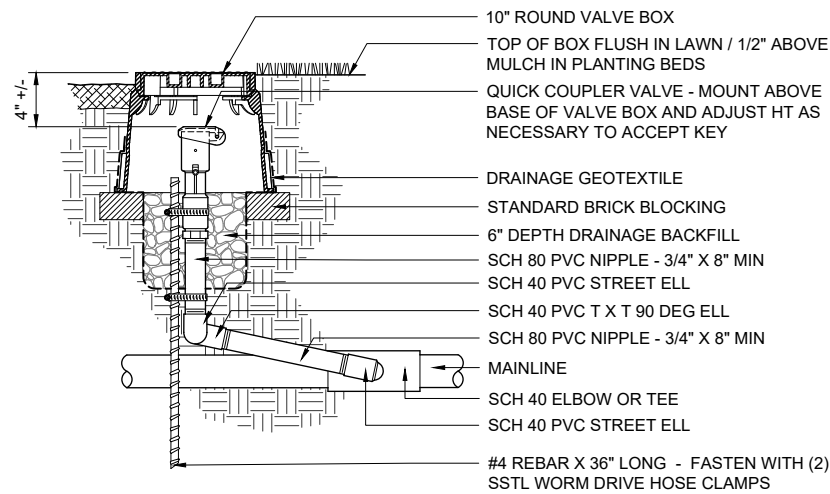 10" ROUND VALVE BOX
TOP OF BOX FLUSH IN LAWN / 1/2" ABOVE
MULCH IN PLANTING BEDS
4" +/-
QUICK COUPLER VALVE - MOUNT ABOVE
BASE OF VALVE BOX AND ADJUST HT AS
NECESSARY TO ACCEPT KEY
DRAINAGE GEOTEXTILE
STANDARD BRICK BLOCKING
6" DEPTH DRAINAGE BACKFILL
SCH 80 PVC NIPPLE - 3/4" X 8" MIN
SCH 40 PVC STREET ELL
SCH 40 PVC T X T 90 DEG ELL
SCH 80 PVC NIPPLE - 3/4" X 8" MIN
MAINLINE
SCH 40 ELBOW OR TEE
SCH 40 PVC STREET ELL
#4 REBAR X 36" LONG - FASTEN WITH (2)
SSTL WORM DRIVE HOSE CLAMPS